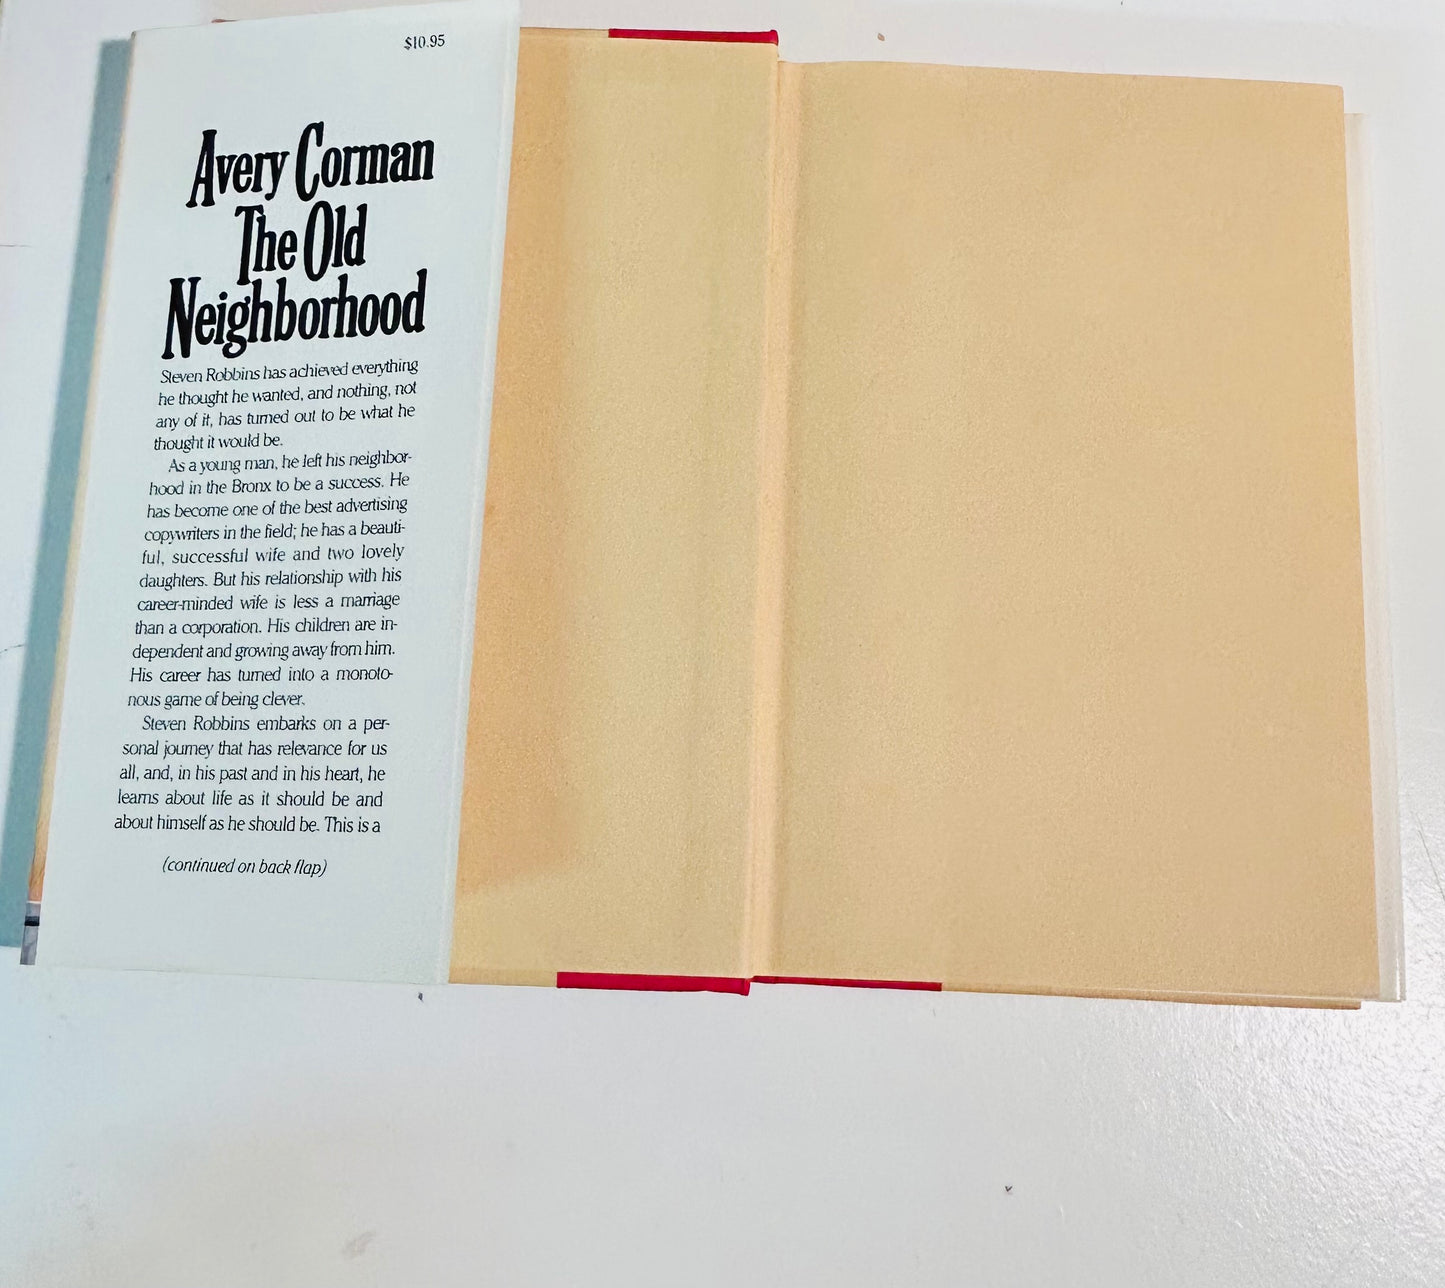 $10.95
Avery Corman
The Old
Neighborhood
Steven Robbins has achieved everything
he thought he wanted, and nothing, not
any of it, has turned out to be what he
thought it would be.
As a young man, he left his neighbor-
hood in the Bronx to be a success. He
has become one of the best advertising
copywriters in the field; he has a beauti-
ful, successful wife and two lovely
daughters. But his relationship with his
career-minded wife is less a marriage
than a corporation. His children are in-
dependent and growing away from him.
His career has turned into a monoto-
nous game of being clever.
Steven Robbins embarks on a per-
sonal journey that has relevance for us
all, and, in his past and in his heart, he
learns about life as it should be and
about himself as he should be. This is a
(continued on back flap)